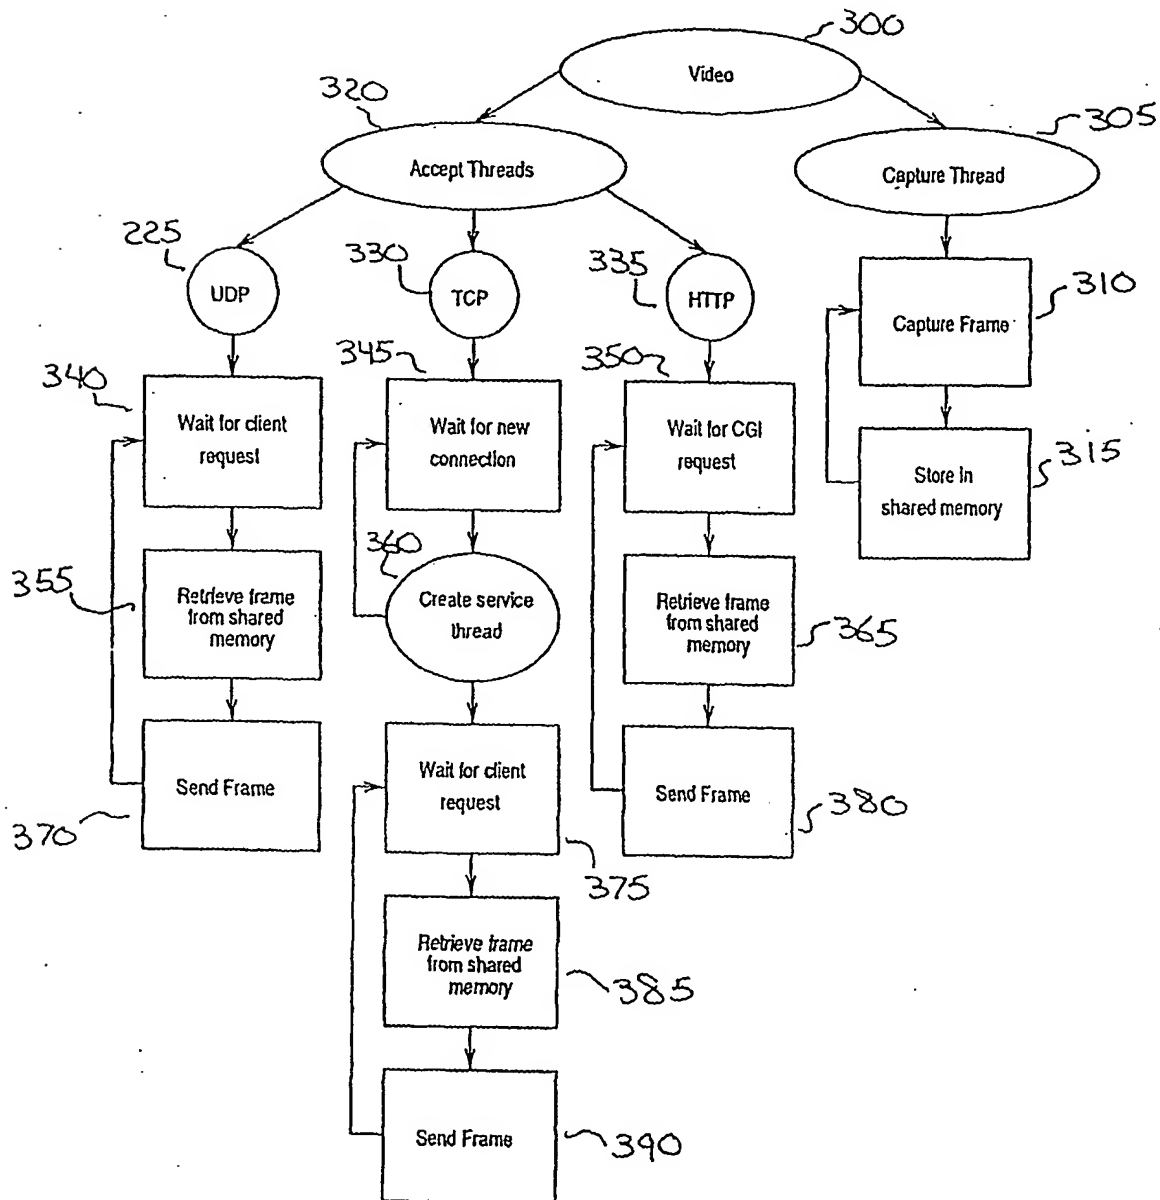 300
Video
320
305
Accept Threads
Capture Thread
225
330
335
UDP
TCP
HTTP
310
Capture Frame
340
345
350
Wait for client
request
Wait for new
connection
Wait for CGI
request
315
Store in
shared memory
360
355
Retrieve frame
from shared
memory
Create service
thread
Retrieve frame
from shared
memory
365
Send Frame
370
Wait for client
request
375
Send Frame
380
Retrieve frame
from shared
memory
385
Send Frame
390